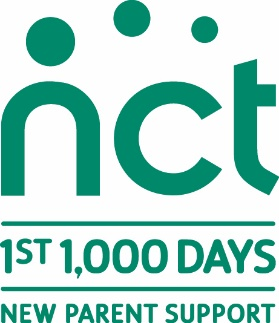 nct
1ST 1,000 DAYS
NEW PARENT SUPPORT